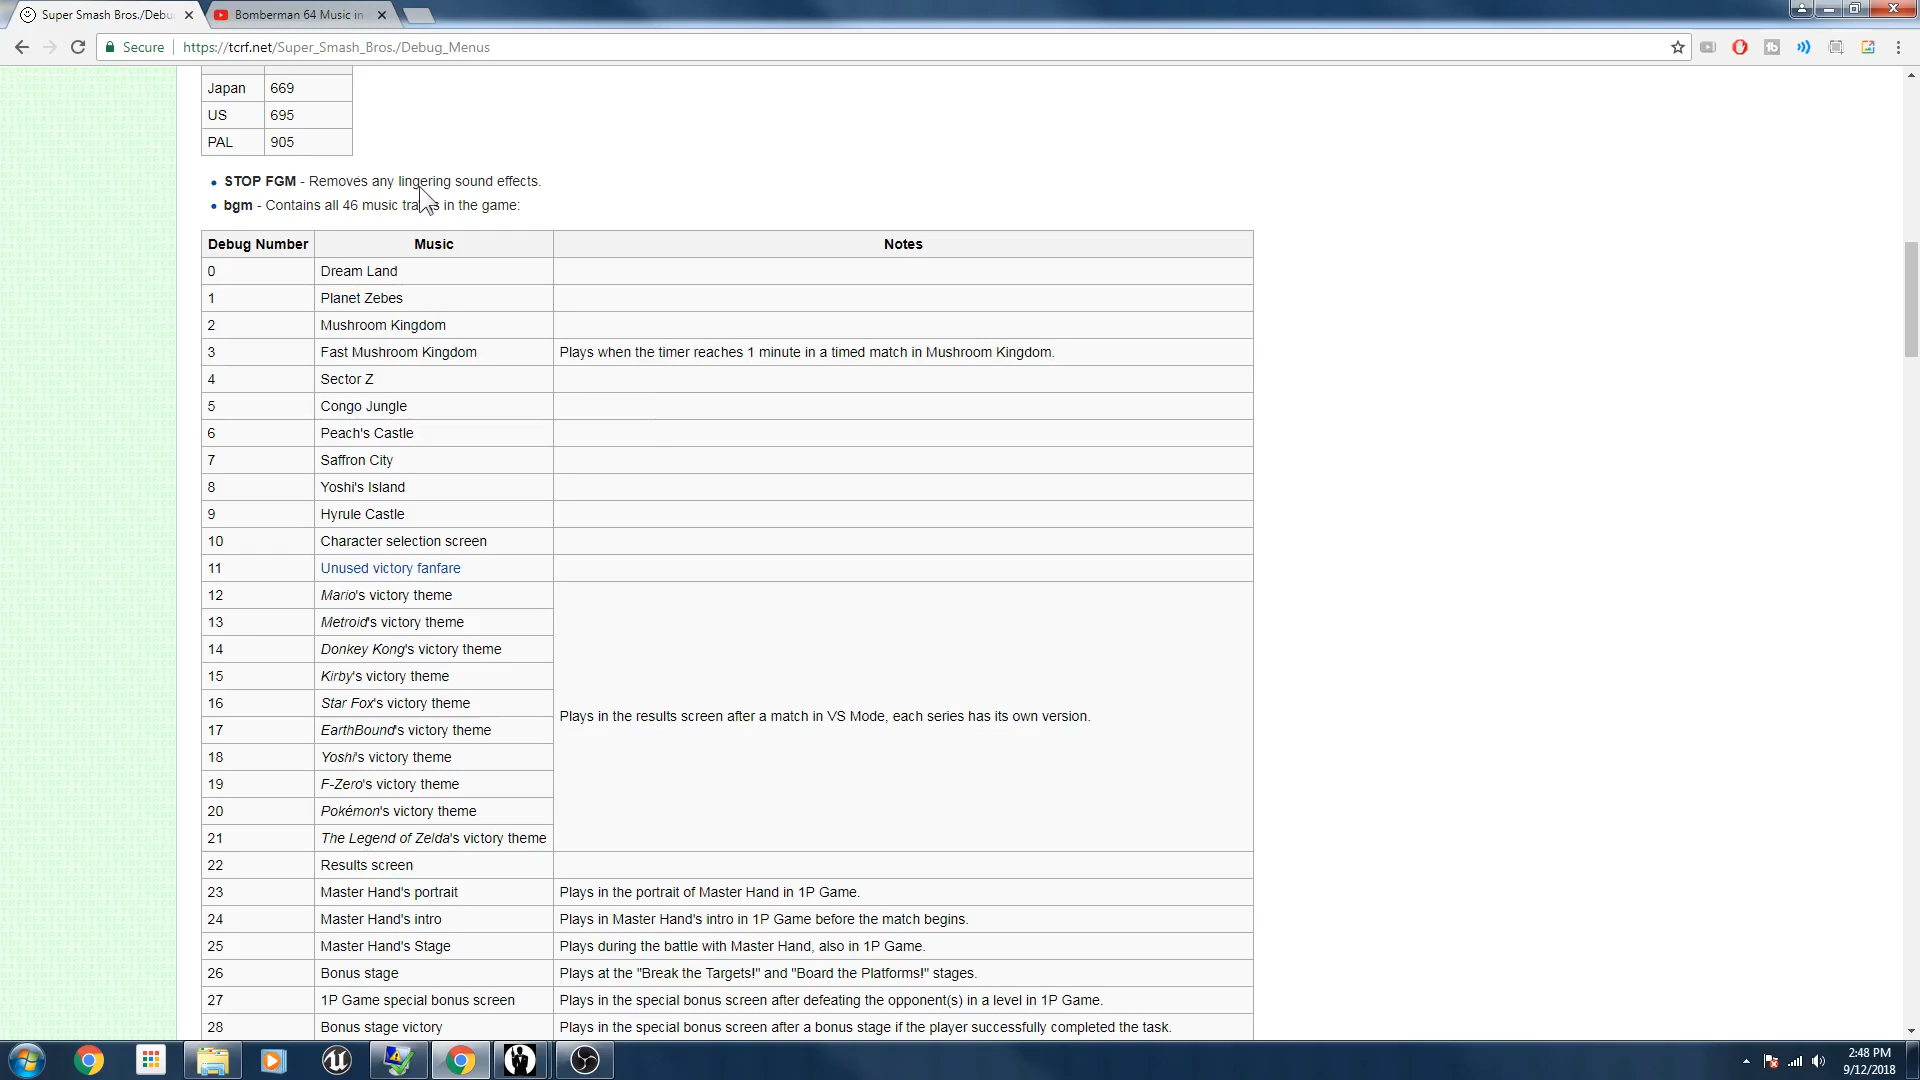 Super Smash Bros./Debu
Bomberman 64 Music in
Secure
https://tcrf.net/Super_Smash_Bros./Debug_Menus
Japan 669
US 695
PAL 905
STOP FGM - Removes any lingering sound effects.
bgm - Contains all 46 music tracks in the game:
Debug Number Music Notes
0 Dream Land
1 Planet Zebes
2 Mushroom Kingdom
3 Fast Mushroom Kingdom Plays when the timer reaches 1 minute in a timed match in Mushroom Kingdom.
4 Sector Z
5 Congo Jungle
6 Peach's Castle
7 Saffron City
8 Yoshi's Island
9 Hyrule Castle
10 Character selection screen
11 Unused victory fanfare
12 Mario's victory theme
13 Metroid's victory theme
14 Donkey Kong's victory theme
15 Kirby's victory theme
16 Star Fox's victory theme
Plays in the results screen after a match in VS Mode, each series has its own version.
17 EarthBound's victory theme
18 Yoshi's victory theme
19 F-Zero's victory theme
20 Pokémon's victory theme
21 The Legend of Zelda's victory theme
22 Results screen
23 Master Hand's portrait Plays in the portrait of Master Hand in 1P Game.
24 Master Hand's intro Plays in Master Hand's intro in 1P Game before the match begins.
25 Master Hand's Stage Plays during the battle with Master Hand, also in 1P Game.
26 Bonus stage Plays at the "Break the Targets!" and "Board the Platforms!" stages.
27 1P Game special bonus screen Plays in the special bonus screen after defeating the opponent(s) in a level in 1P Game.
28 Bonus stage victory Plays in the special bonus screen after a bonus stage if the player successfully completed the task.
2:48 PM
9/12/2018